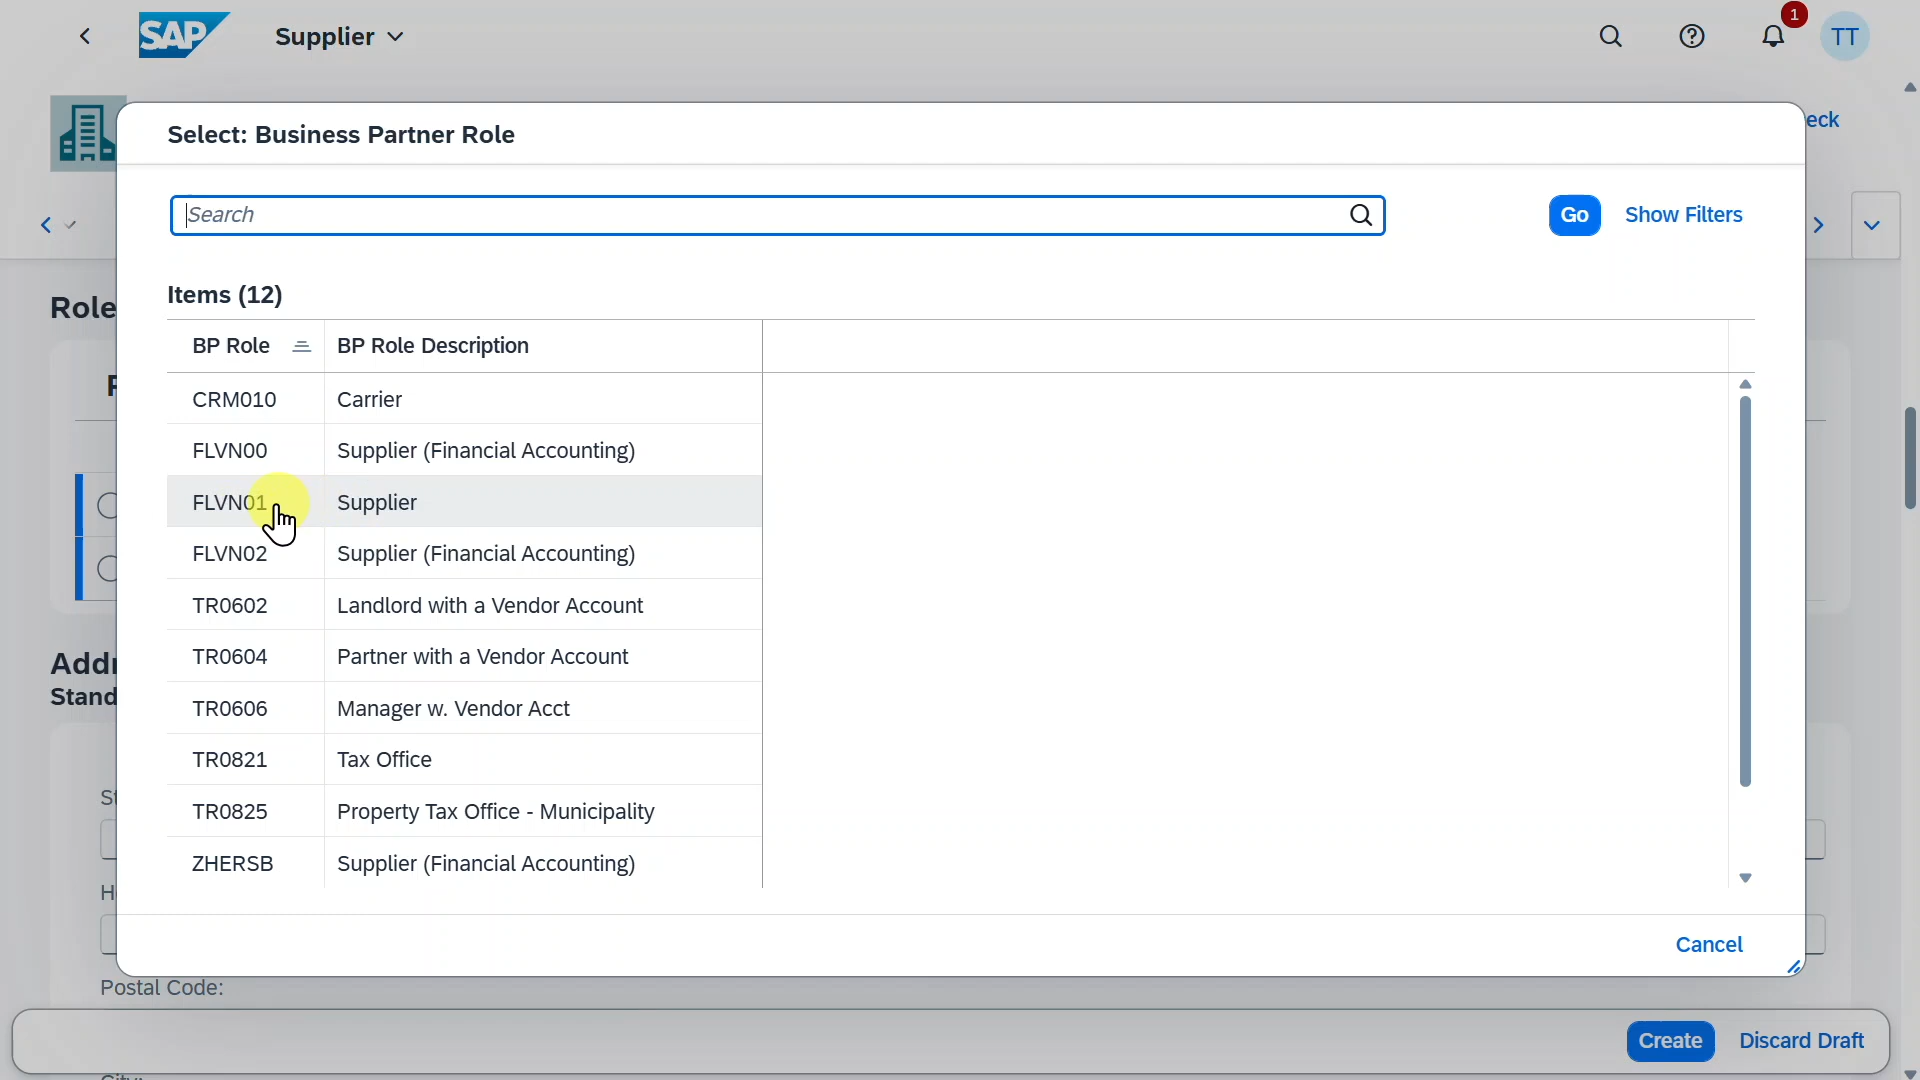 SAP
Supplier
1
TT
eck
Select: Business Partner Role
Search
Go
Show Filters
Role
Items (12)
BP Role
BP Role Description
CRM010
Carrier
FLVN00
Supplier (Financial Accounting)
FLVN01
Supplier
FLVN02
Supplier (Financial Accounting)
TR0602
Landlord with a Vendor Account
TR0604
Partner with a Vendor Account
Addr
Stand
TR0606
Manager w. Vendor Acct
TR0821
Tax Office
TR0825
Property Tax Office - Municipality
ZHERSB
Supplier (Financial Accounting)
Cancel
Postal Code:
Create
Discard Draft